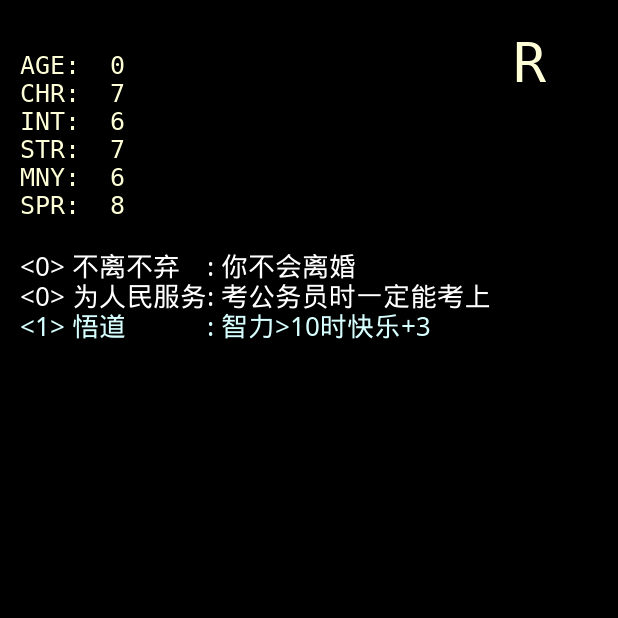 R
AGE: 0
CHR: 7
INT: 6
STR: 7
MNY: 6
SPR: 8
<0> 不离不弃 : 你不会离婚
<0> 为人民服务: 考公务员时一定能考上
<1> 悟道 : 智力>10时快乐+3